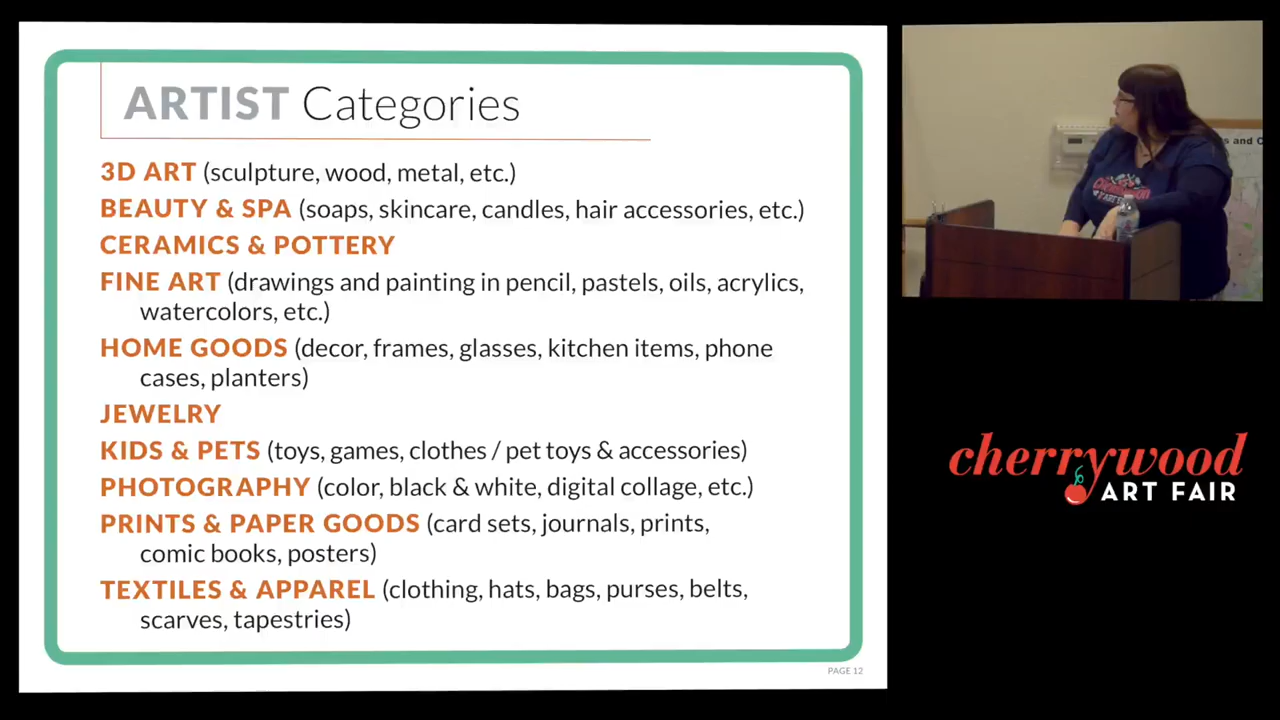 ARTIST Categories
3D ART (sculpture, wood, metal, etc.)
BEAUTY & SPA (soaps, skincare, candles, hair accessories, etc.)
CERAMICS & POTTERY
FINE ART (drawings and painting in pencil, pastels, oils, acrylics,
watercolors, etc.)
HOME GOODS (decor, frames, glasses, kitchen items, phone
cases, planters)
JEWELRY
KIDS & PETS (toys, games, clothes / pet toys & accessories)
PHOTOGRAPHY (color, black & white, digital collage, etc.)
PRINTS & PAPER GOODS (card sets, journals, prints,
comic books, posters)
TEXTILES & APPAREL (clothing, hats, bags, purses, belts,
scarves, tapestries)
PAGE 12
cherrywood
ART FAIR